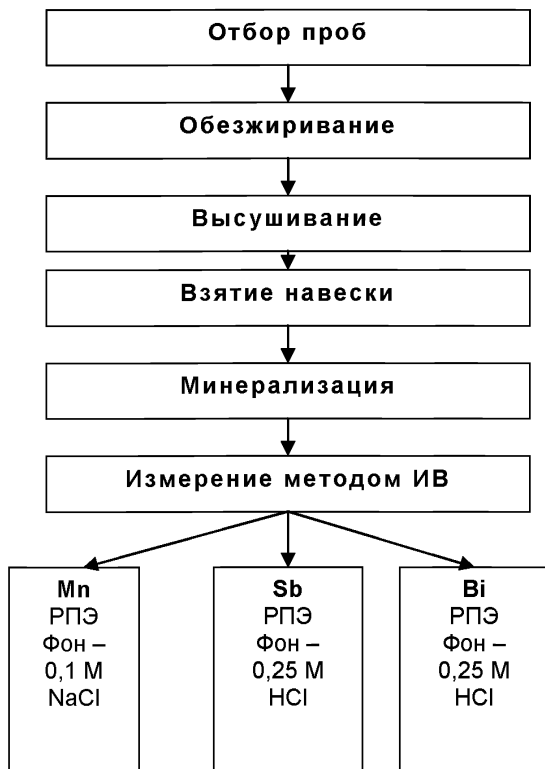 Отбор проб
Обезжиривание
Высушивание
Взятие навески
Минерализация
Измерение методом ИВ
Mn
РПЭ
Фон –
0,1 М
NaCl
Sb
РПЭ
Фон –
0,25 М
HCl
Bi
РПЭ
Фон –
0,25 М
HCl